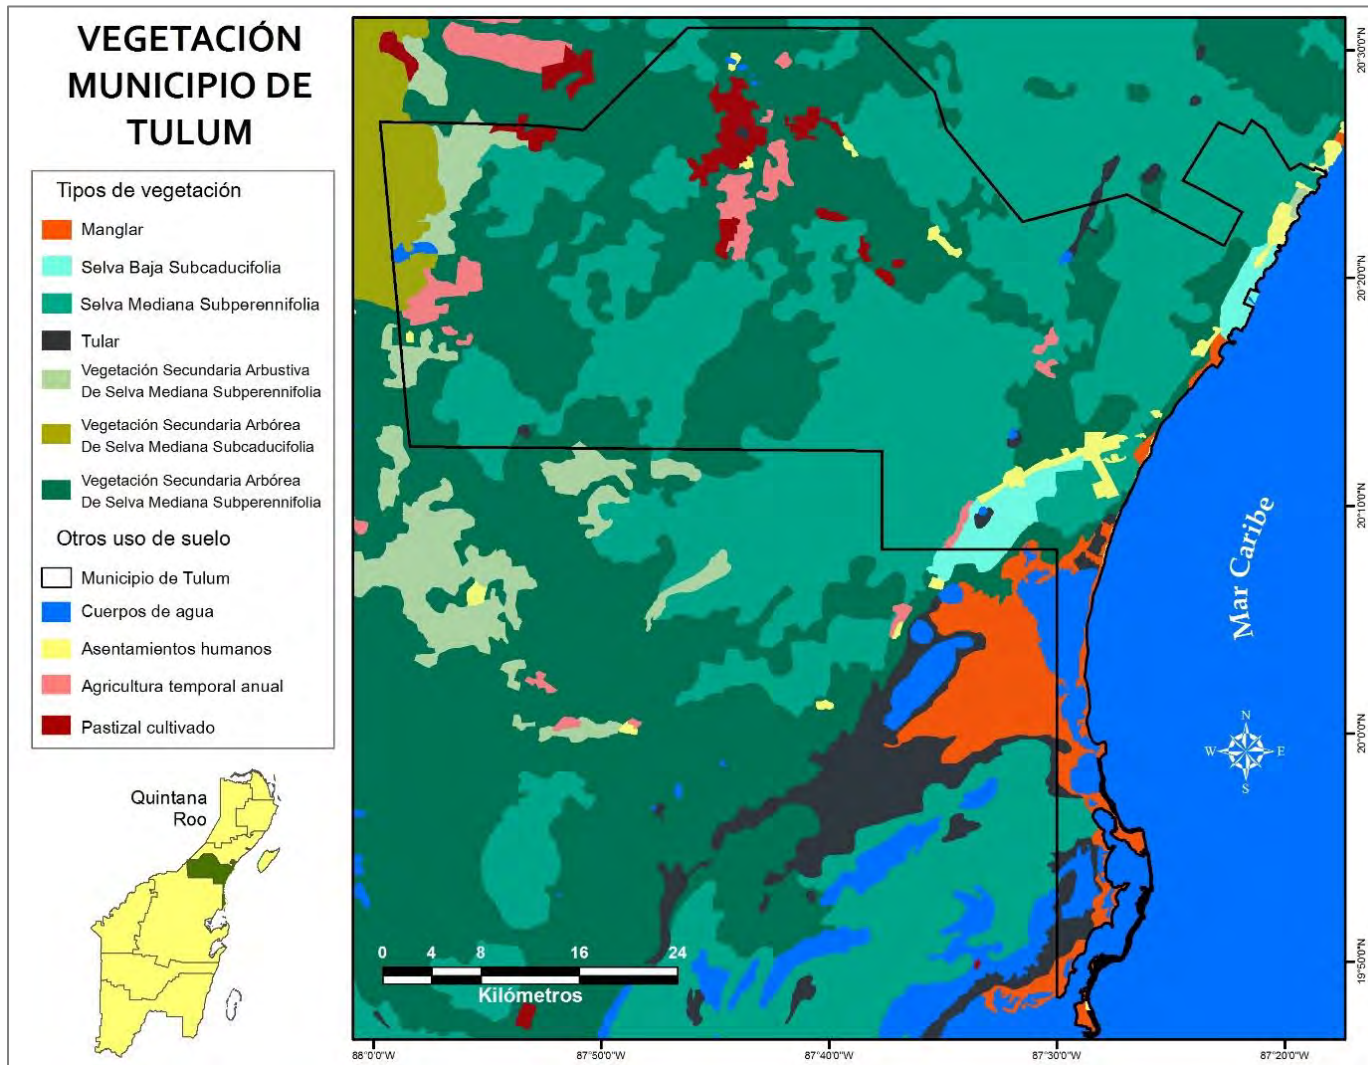 VEGETACIÓN
MUNICIPIO DE
TULUM
Tipos de vegetación
Manglar
Selva Baja Subcaducifolia
Selva Mediana Subperennifolia
Tular
Vegetación Secundaria Arbustiva
De Selva Mediana Subperennifolia
Vegetación Secundaria Arbórea
De Selva Mediana Subcaducifolia
Vegetación Secundaria Arbórea
De Selva Mediana Subperennifolia
Otros uso de suelo
Municipio de Tulum
Cuerpos de agua
Asentamientos humanos
Agricultura temporal anual
Pastizal cultivado
Quintana
Roo
Mar Caribe
N
W E
S
0 4 8 16 24
Kilómetros
20°30'0"N
20°20'0"N
20°10'0"N
20°0'0"N
19°50'0"N
88°0'0"W 87°50'0"W 87°40'0"W 87°30'0"W 87°20'0"W